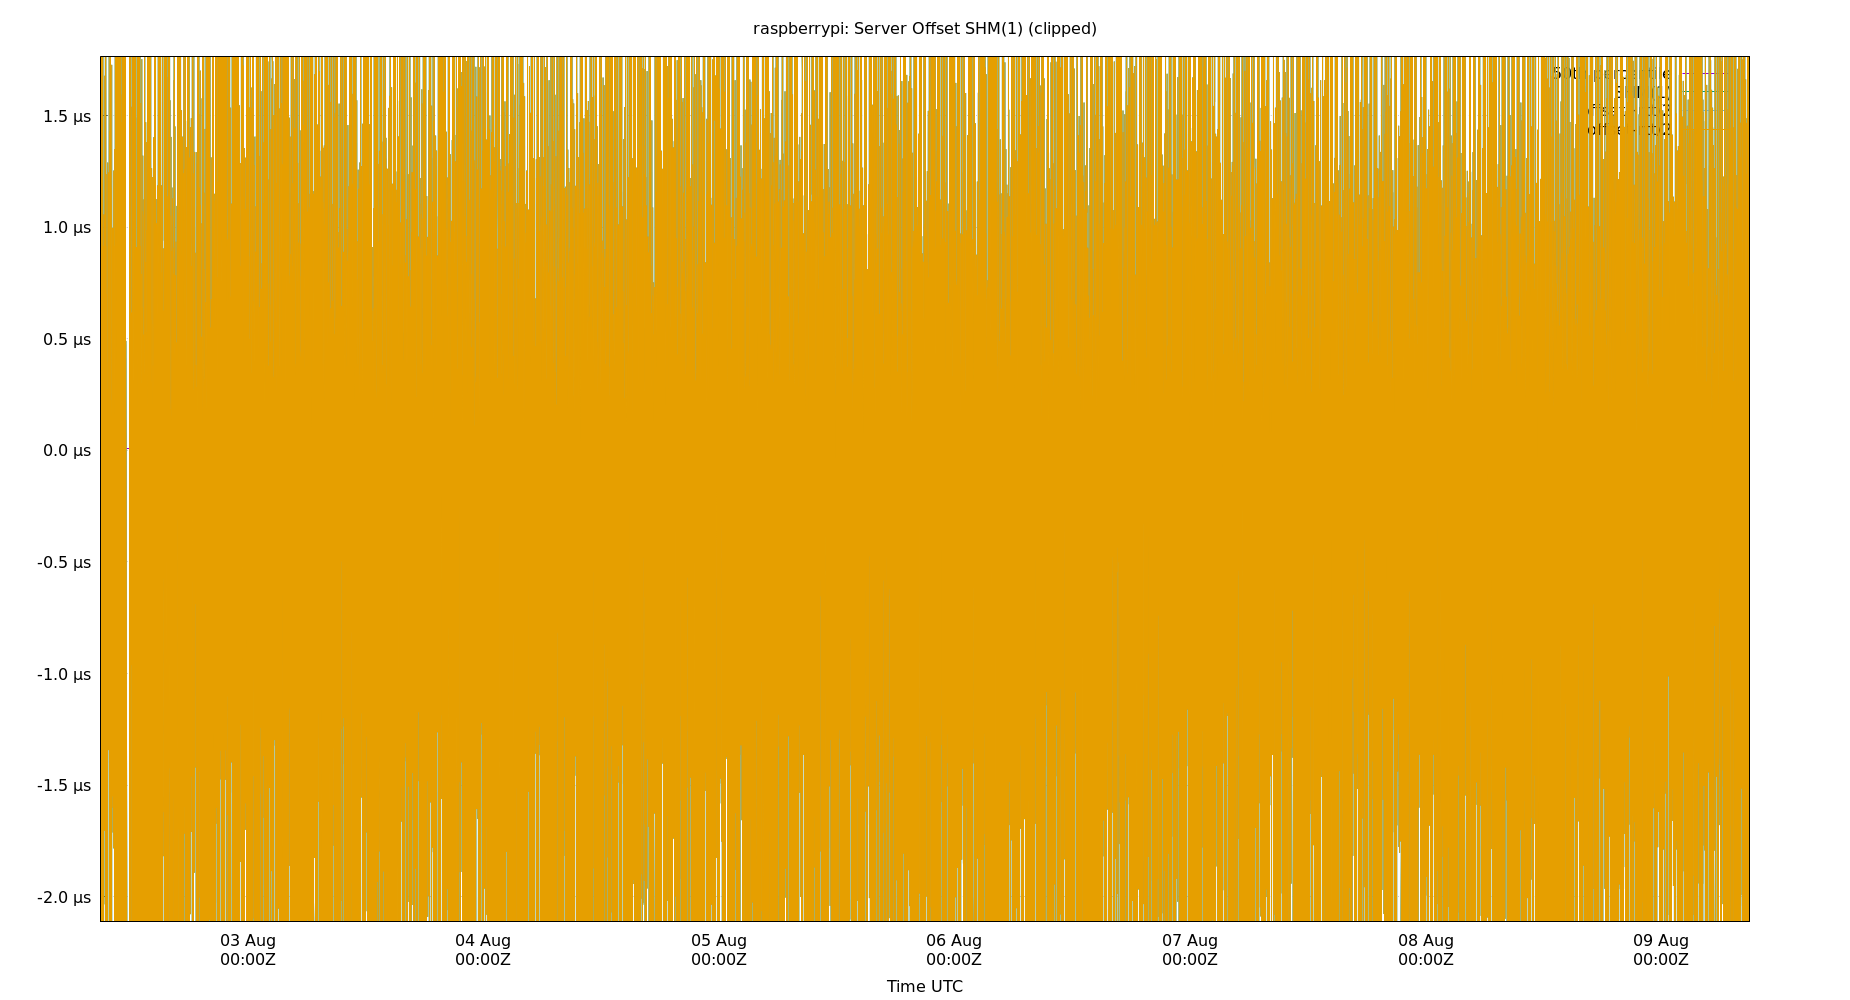 raspberrypi: Server Offset SHM(1) (clipped)
1.5 µs
1.0 µs
0.5 µs
0.0 µs
-0.5 µs
-1.0 µs
-1.5 µs
-2.0 µs
03 Aug 04 Aug 05 Aug 06 Aug 07 Aug 08 Aug 09 Aug
00:00Z 00:00Z 00:00Z 00:00Z 00:00Z 00:00Z 00:00Z
Time UTC